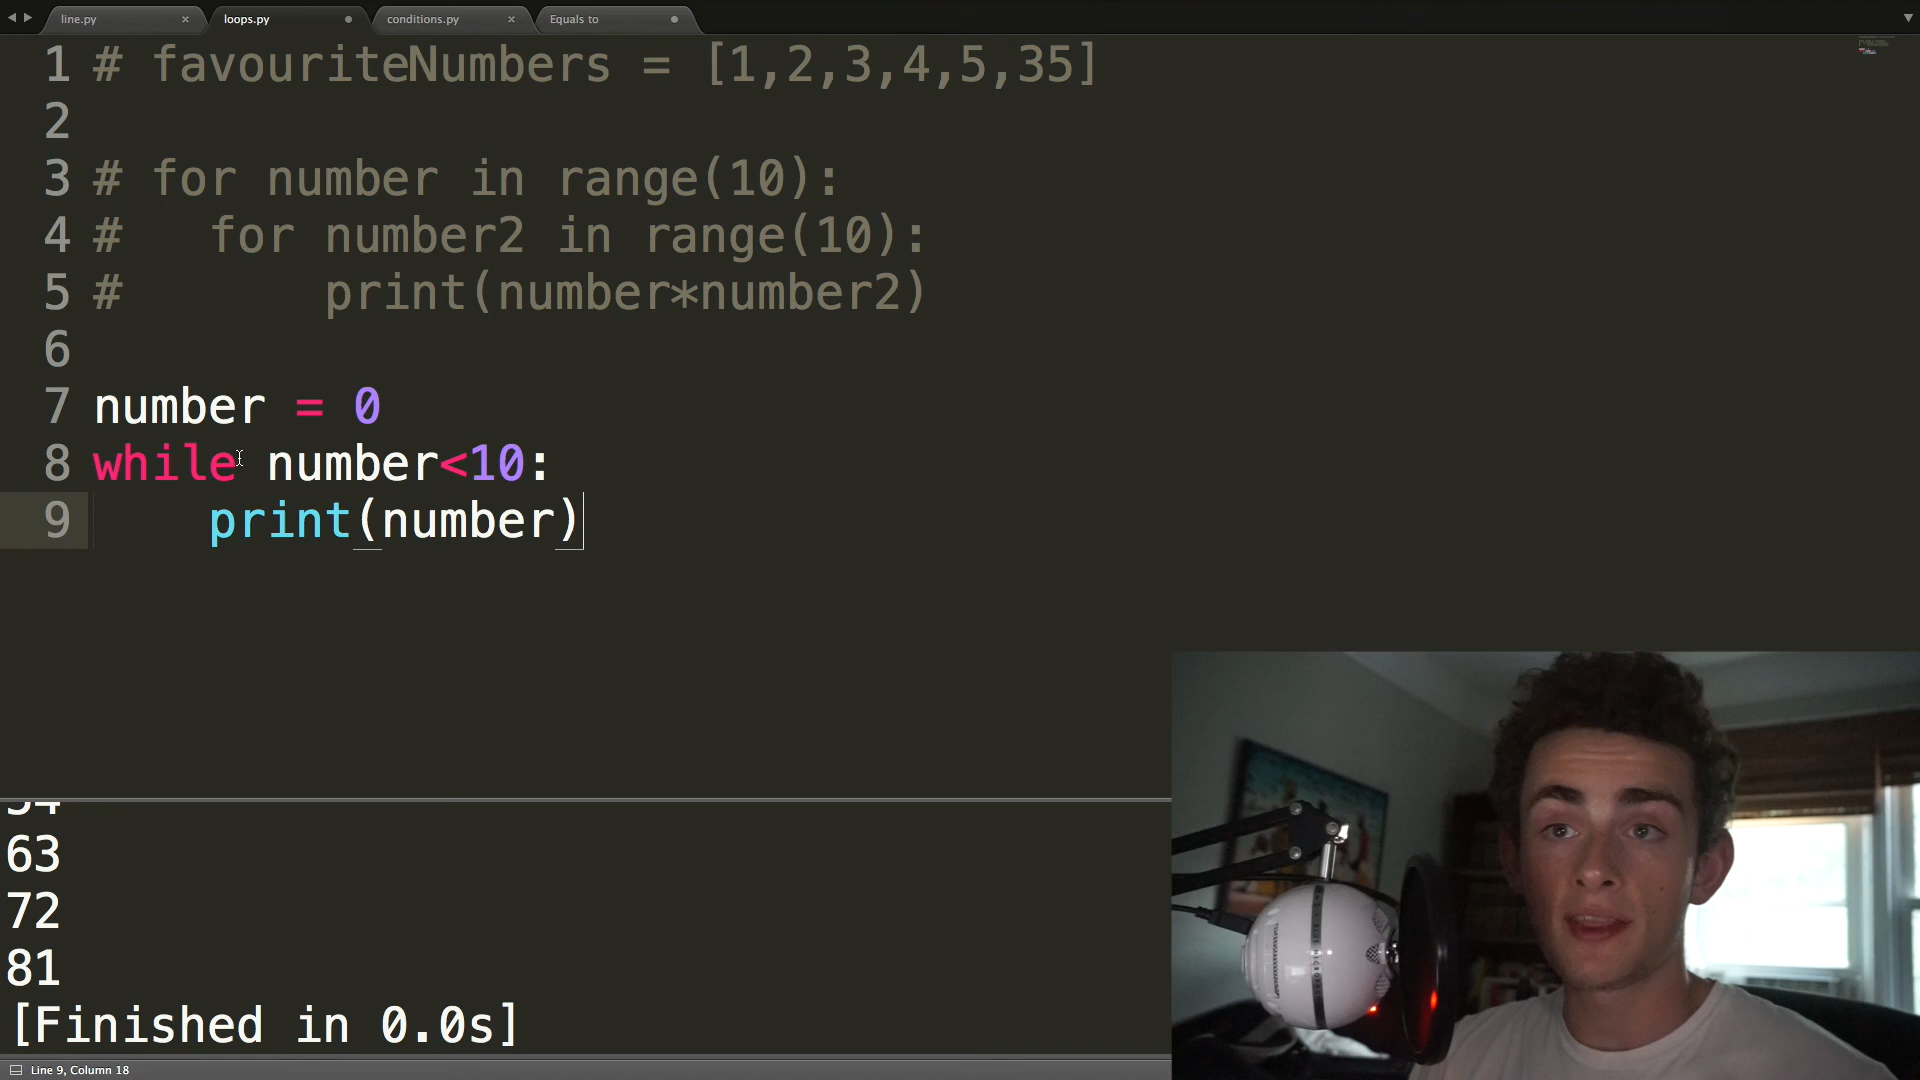 line.py × loops.py conditions.py × Equals to
1 # favouriteNumbers = [1,2,3,4,5,35]
2
3 # for number in range(10):
4 #   for number2 in range(10):
5 #       print(number*number2)
6
7 number = 0
8 while number<10:
9     print(number)
54
63
72
81
[Finished in 0.0s]
Line 9, Column 18